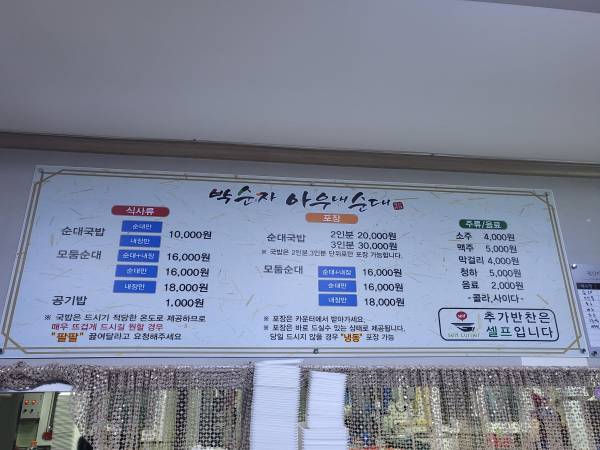 박순자 아우내순대
식사류
순대국밥
순대만
내장만
10,000원
모둠순대
순대+내장 16,000원
순대만 16,000원
내장만 18,000원
공기밥 1,000원
※ 국밥은 드시기 적당한 온도로 제공하므로
매우 뜨겁게 드시길 원할 경우
"팔팔" 끓여달라고 요청해주세요
포장
순대국밥 2인분 20,000원
3인분 30,000원
※ 국밥은 2인분,3인분 단위로만 포장 가능합니다.
모둠순대 순대+내장 16,000원
순대만 16,000원
내장만 18,000원
※ 포장은 카운터에서 받아가세요.
※ 포장은 바로 드실수 있는 상태로 제공됩니다.
당일 드시지 않을 경우 "냉동" 포장 가능
주류/음료
소주 4,000원
맥주 5,000원
막걸리 4,000원
청하 5,000원
음료 2,000원
-콜라,사이다-
self corner
추가반찬은
셀프입니다